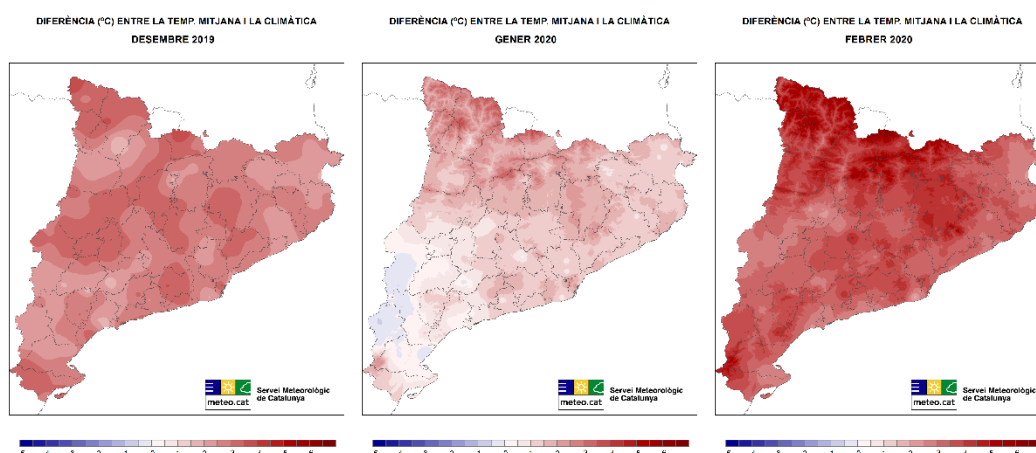 DIFERÈNCIA (ºC) ENTRE LA TEMP. MITJANA I LA CLIMÀTICA
DESEMBRE 2019
meteo.cat
Servei Meteorològic
de Catalunya
DIFERÈNCIA (ºC) ENTRE LA TEMP. MITJANA I LA CLIMÀTICA
GENER 2020
meteo.cat
Servei Meteorològic
de Catalunya
DIFERÈNCIA (ºC) ENTRE LA TEMP. MITJANA I LA CLIMÀTICA
FEBRER 2020
meteo.cat
Servei Meteorològic
de Catalunya